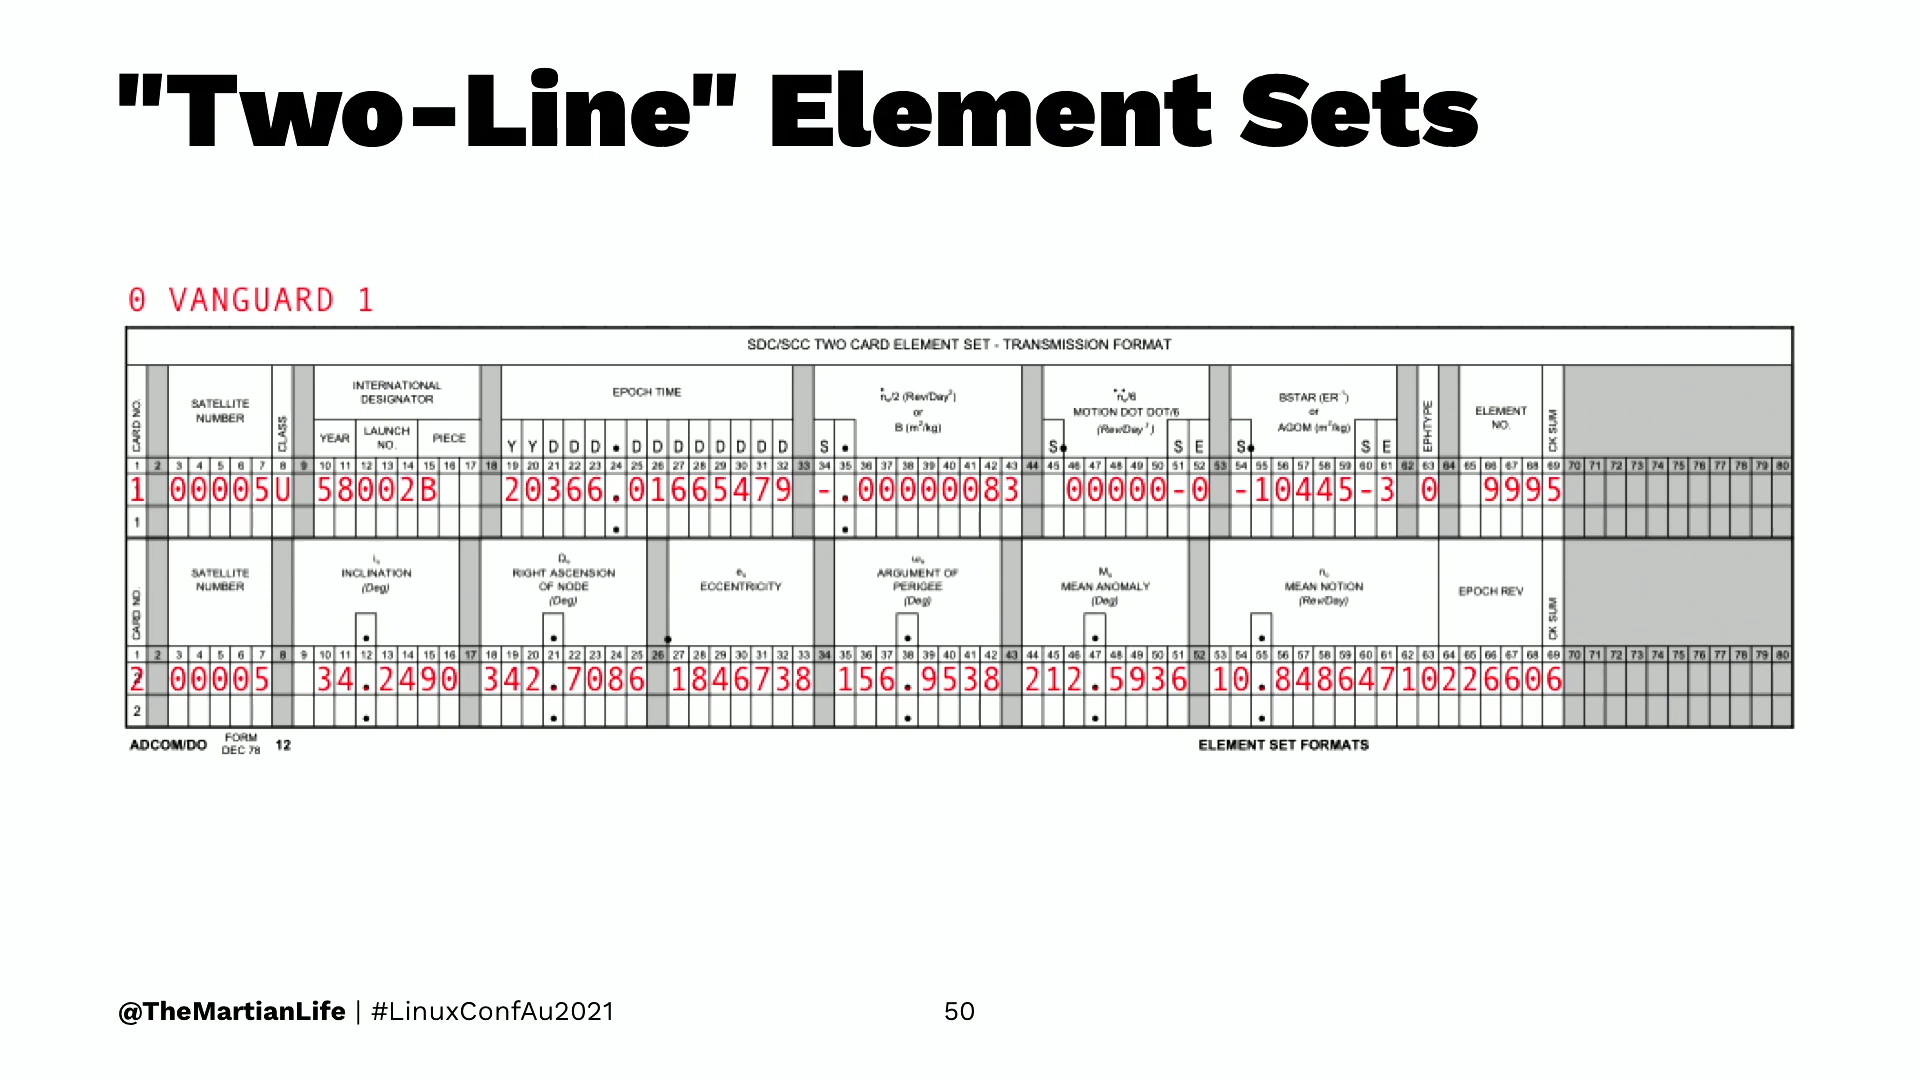 "Two-Line" Element Sets
0 VANGUARD 1
SDC/SCC TWO CARD ELEMENT SET - TRANSMISSION FORMAT
CARD NO.
SATELLITE
NUMBER
CLASS
INTERNATIONAL
DESIGNATOR
YEAR LAUNCH NO. PIECE
EPOCH TIME
Y Y D D D . D D D D D D D D
ṅₒ/2 (Rev/Day²)
or
B (m²/kg)
S .
n̈ₒ/6
MOTION DOT DOT/6
(Rev/Day³)
S. S E
BSTAR (ER⁻¹)
or
AGOM (m²/kg)
S. S E
EPHTYPE
ELEMENT
NO.
CK SUM
1 2 3 4 5 6 7 8 9 10 11 12 13 14 15 16 17 18 19 20 21 22 23 24 25 26 27 28 29 30 31 32 33 34 35 36 37 38 39 40 41 42 43 44 45 46 47 48 49 50 51 52 53 54 55 56 57 58 59 60 61 62 63 64 65 66 67 68 69 70 71 72 73 74 75 76 77 78 79 80
1 00005U 58002B 20366.01665479 -.00000083 00000-0 -10445-3 0 9995
1 . .
CARD NO.
SATELLITE
NUMBER
iₒ
INCLINATION
(Deg)
Ωₒ
RIGHT ASCENSION
OF NODE
(Deg)
eₒ
ECCENTRICITY
ωₒ
ARGUMENT OF
PERIGEE
(Deg)
Mₒ
MEAN ANOMALY
(Deg)
nₒ
MEAN NOTION
(Rev/Day)
EPOCH REV
CK SUM
1 2 3 4 5 6 7 8 9 10 11 12 13 14 15 16 17 18 19 20 21 22 23 24 25 26 27 28 29 30 31 32 33 34 35 36 37 38 39 40 41 42 43 44 45 46 47 48 49 50 51 52 53 54 55 56 57 58 59 60 61 62 63 64 65 66 67 68 69 70 71 72 73 74 75 76 77 78 79 80
2 00005 34.2490 342.7086 1846738 156.9538 212.5936 10.84864710226606
2 . . . . .
ADCOM/DO FORM DEC 78 12
ELEMENT SET FORMATS
@TheMartianLife | #LinuxConfAu2021
50